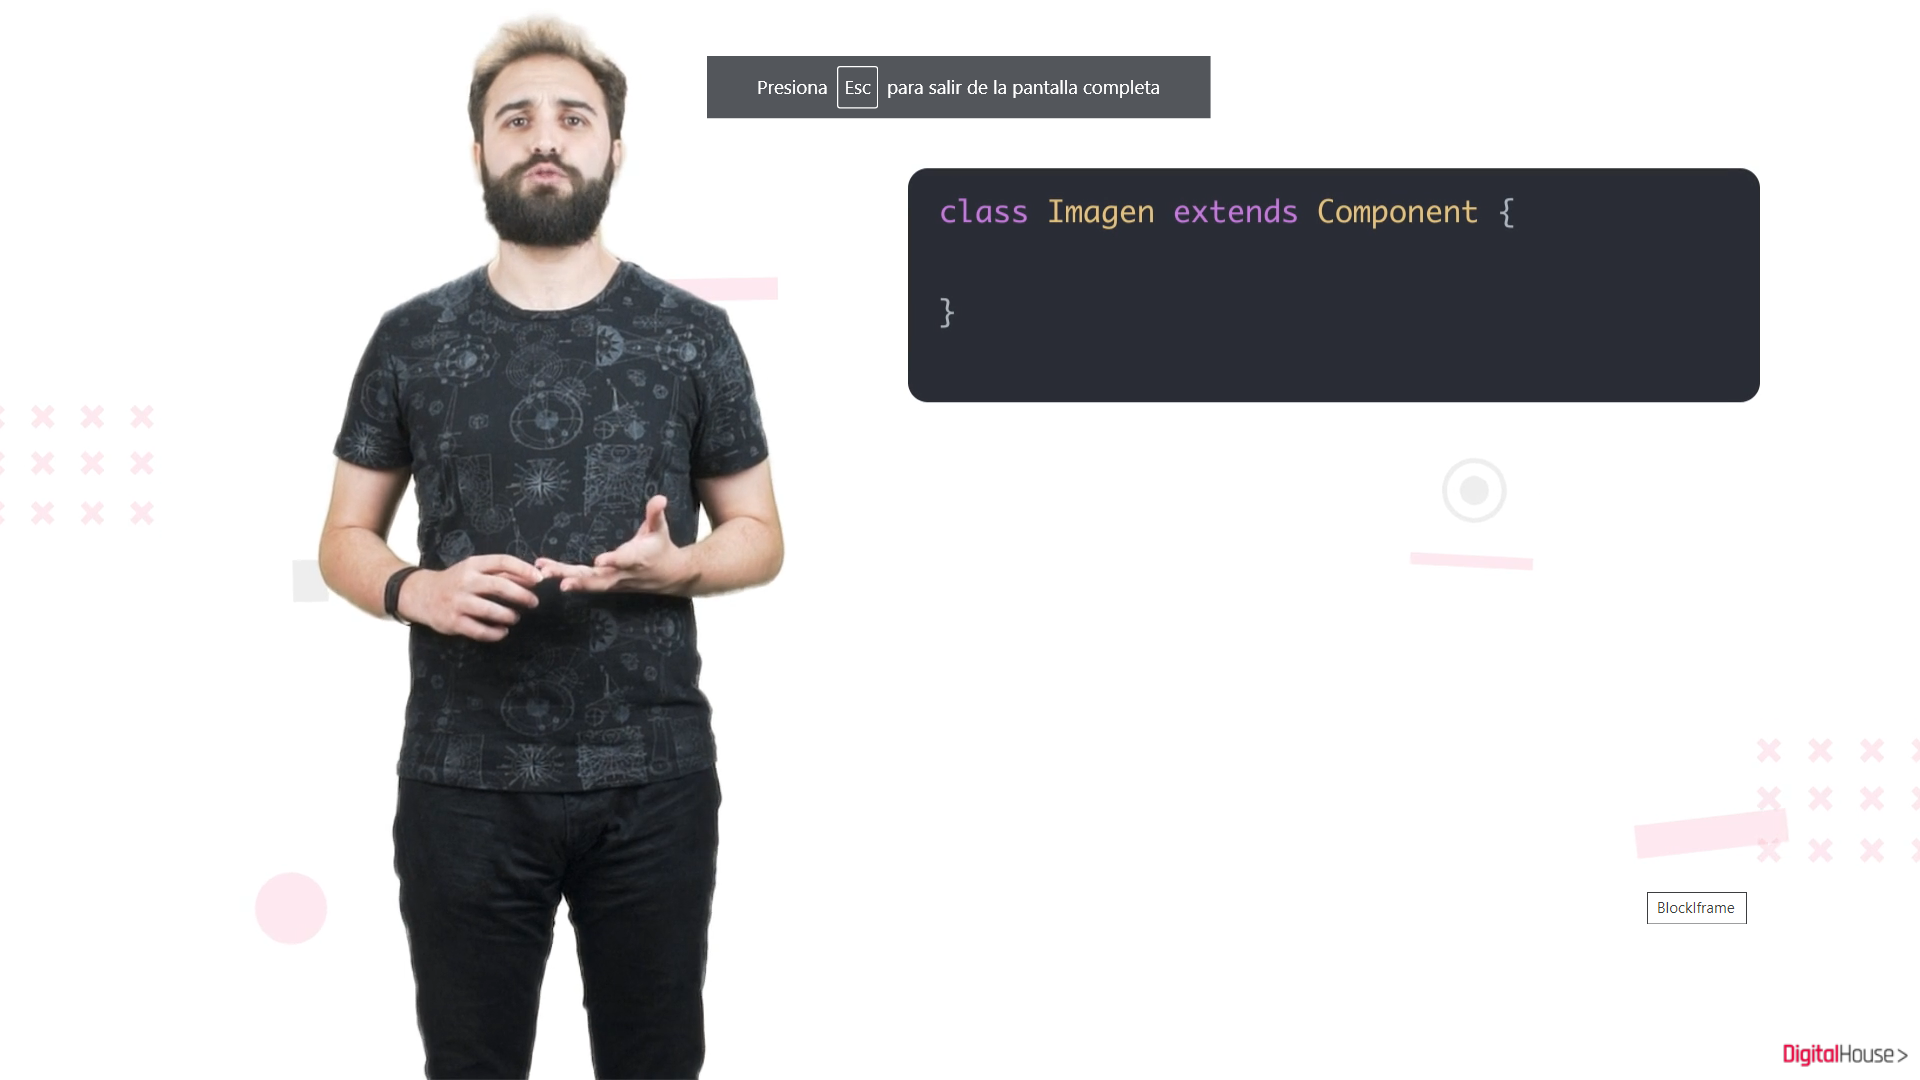 Presiona Esc para salir de la pantalla completa
class Imagen extends Component {
}
BlockIframe
DigitalHouse>